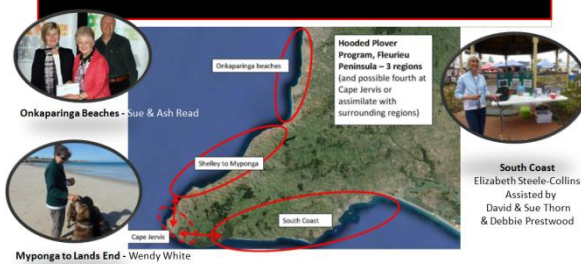 Onkaparinga beaches
Hooded Plover
Program, Fleurieu
Peninsula – 3 regions
(and possible fourth at
Cape Jervis or
assimilate with
surrounding regions)
Onkaparinga Beaches - Sue & Ash Read
Shelley to Myponga
South Coast
Cape Jervis
Myponga to Lands End - Wendy White
South Coast
Elizabeth Steele-Collins
Assisted by
David & Sue Thorn
& Debbie Prestwood